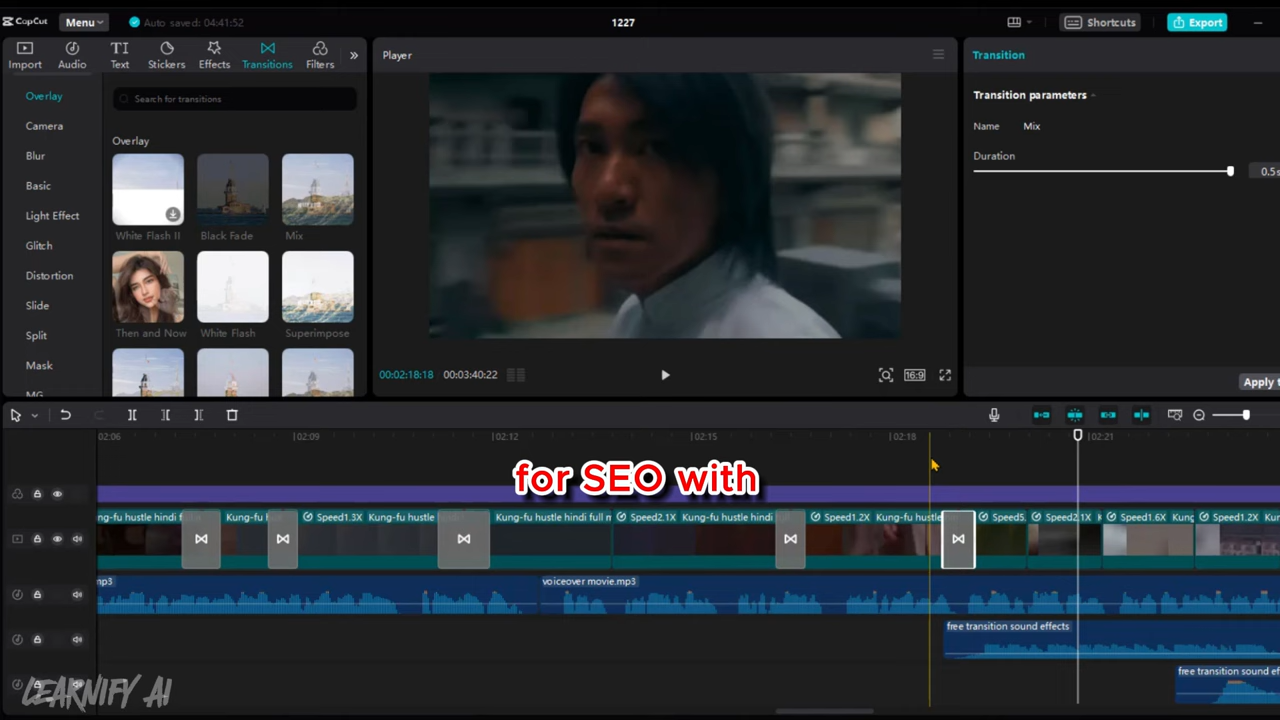 CapCut Menu Auto saved: 04:41:52 1227 Shortcuts Export
Import Audio Text Stickers Effects Transitions Filters
TI
Player
Transition
Overlay
Camera
Blur
Basic
Light Effect
Glitch
Distortion
Slide
Split
Mask
MG
Search for transitions
Overlay
White Flash II Black Fade Mix
Then and Now White Flash Superimpose
Transition parameters
Name Mix
Duration
0.5s
00:02:18:18 00:03:40:22
16:9
Apply t
02:06 02:09 02:12 02:15 02:18 02:21
for SEO with
ng-fu hustle hindi f Kung-fu h Speed1.3X Kung-fu hustle hindi Kung-fu hustle hindi full m Speed2.1X Kung-fu hustle hindi full Speed1.2X Kung-fu hustle Speed5. Speed2.1X Speed1.6X Kung Speed1.2X Kun
mp3 voiceover movie.mp3
free transition sound effects
free transition sound ef
LEARNIFY AI